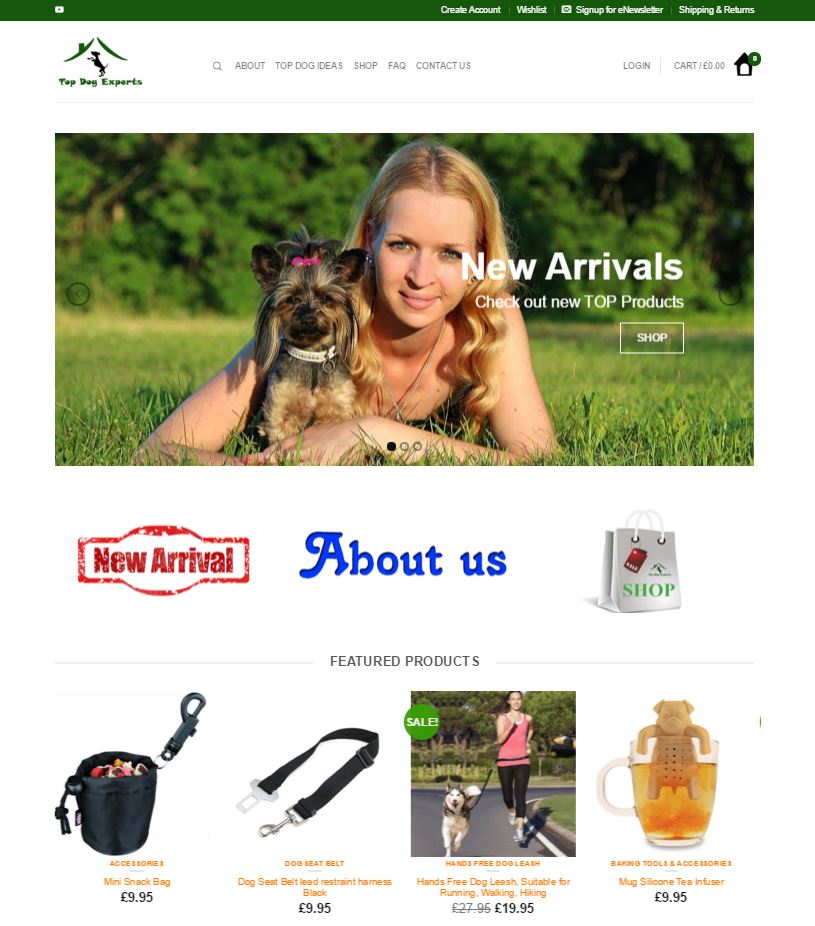 Create Account
Wishlist
Signup for eNewsletter
Shipping & Returns
Top Dog Experts
ABOUT
TOP DOG IDEAS
SHOP
FAQ
CONTACT US
LOGIN
CART / £0.00
0
New Arrivals
Check out new TOP Products
SHOP
New Arrival
About us
SALE
Top Dog Experts
SHOP
FEATURED PRODUCTS
SALE!
ACCESSORIES
Mini Snack Bag
£9.95
DOG SEAT BELT
Dog Seat Belt lead restraint harness
Black
£9.95
HANDS FREE DOG LEASH
Hands Free Dog Leash, Suitable for
Running, Walking, Hiking
£27.95 £19.95
BAKING TOOLS & ACCESSORIES
Mug Silicone Tea Infuser
£9.95